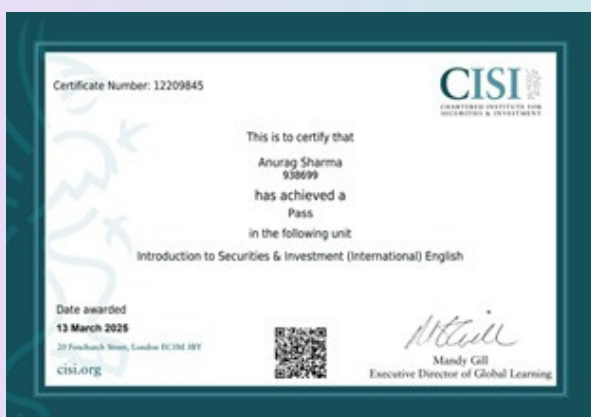 Certificate Number: 12209845
CISI
CHARTERED INSTITUTE FOR
SECURITIES & INVESTMENT
This is to certify that
Anurag Sharma
938699
has achieved a
Pass
in the following unit
Introduction to Securities & Investment (International) English
Date awarded
13 March 2025
20 Fenchurch Street, London EC3M 3BY
cisi.org
Mandy Gill
Executive Director of Global Learning